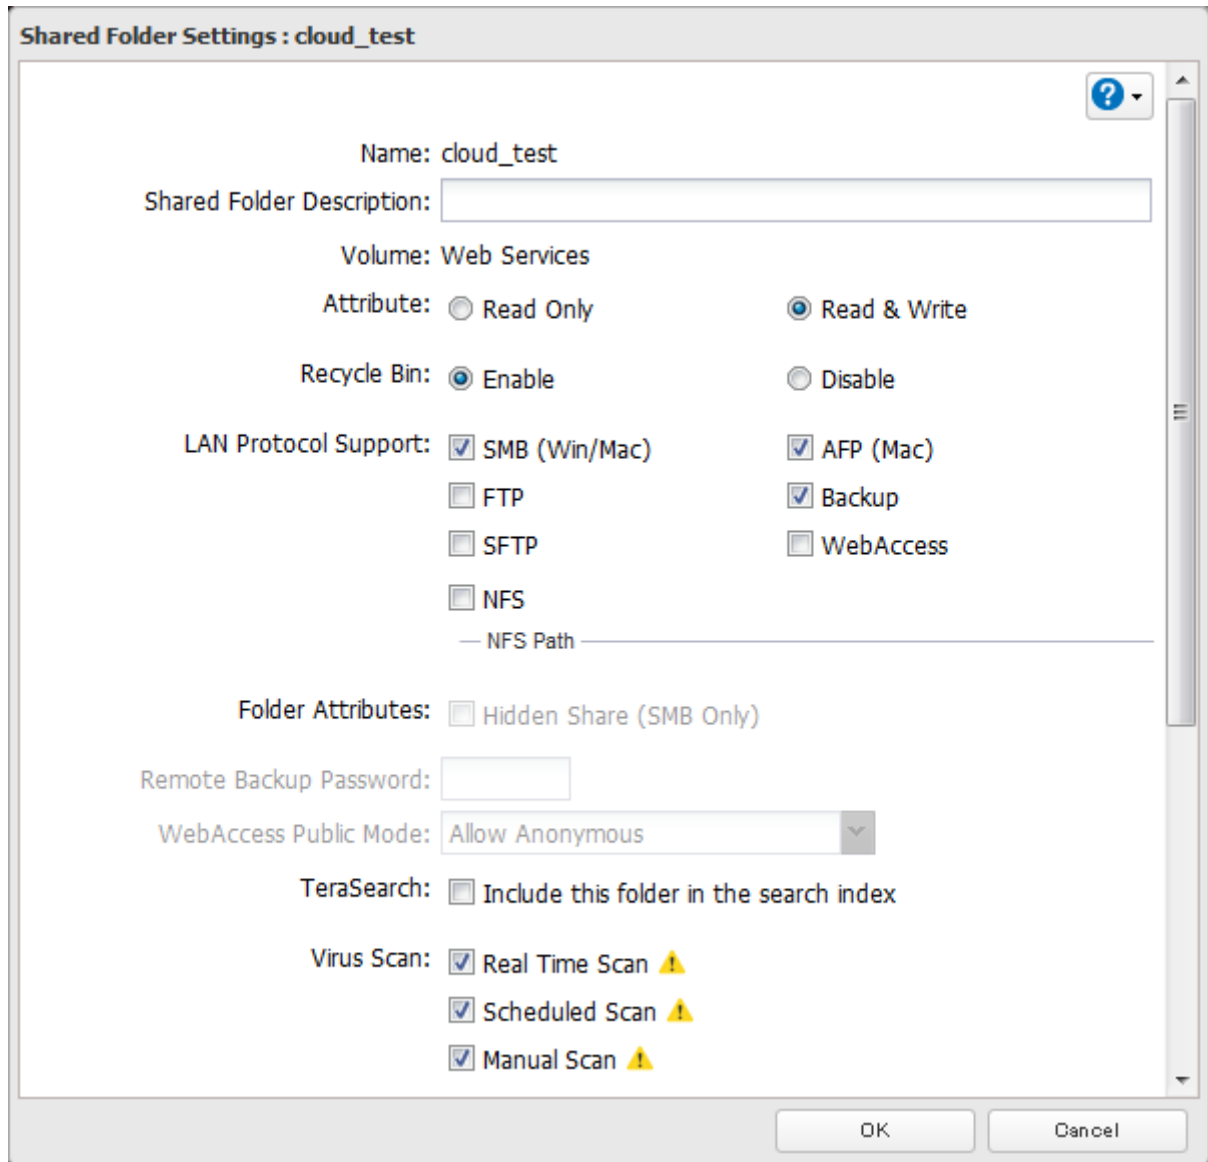 Shared Folder Settings : cloud_test
?
Name: cloud_test
Shared Folder Description:
Volume: Web Services
Attribute: Read Only Read & Write
Recycle Bin: Enable Disable
LAN Protocol Support: SMB (Win/Mac) AFP (Mac)
FTP Backup
SFTP WebAccess
NFS
NFS Path
Folder Attributes: Hidden Share (SMB Only)
Remote Backup Password:
WebAccess Public Mode: Allow Anonymous
TeraSearch: Include this folder in the search index
Virus Scan: Real Time Scan
Scheduled Scan
Manual Scan
OK Cancel